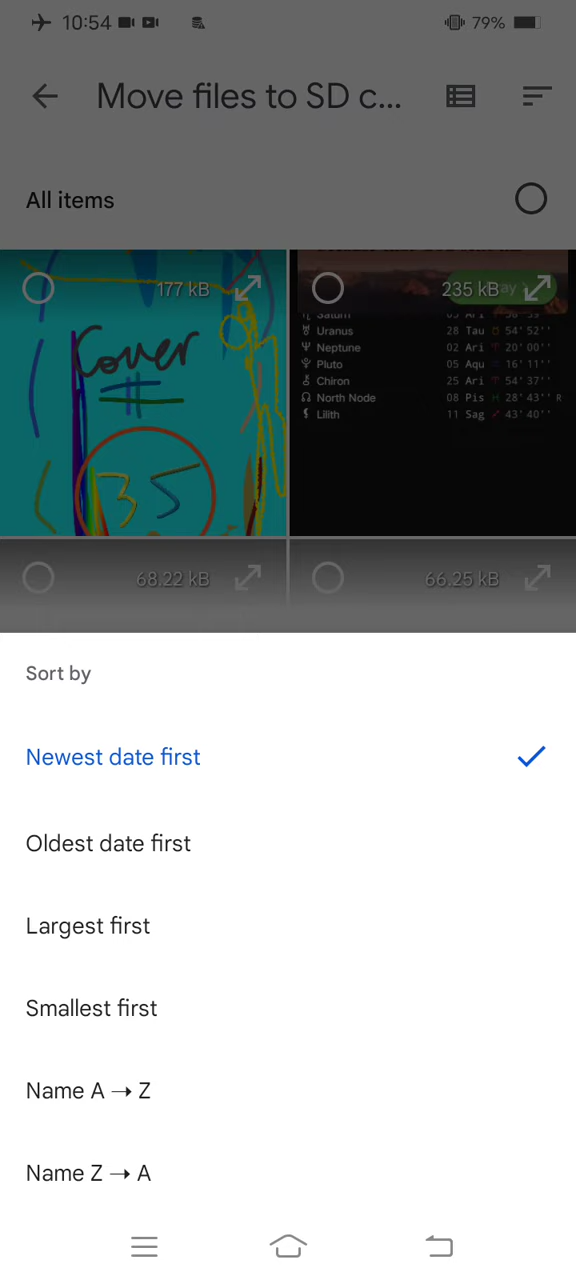 10:54
79%
Move files to SD c...
All items
177 kB
235 kB
Cover
#
35
Uranus 28 Tau 54' 52''
Neptune 02 Ari 20' 00''
Pluto 05 Aqu 16' 11''
Chiron 25 Ari 54' 37''
North Node 08 Pis 28' 43'' R
Lilith 11 Sag 43' 40''
68.22 kB
66.25 kB
Sort by
Newest date first
Oldest date first
Largest first
Smallest first
Name A → Z
Name Z → A